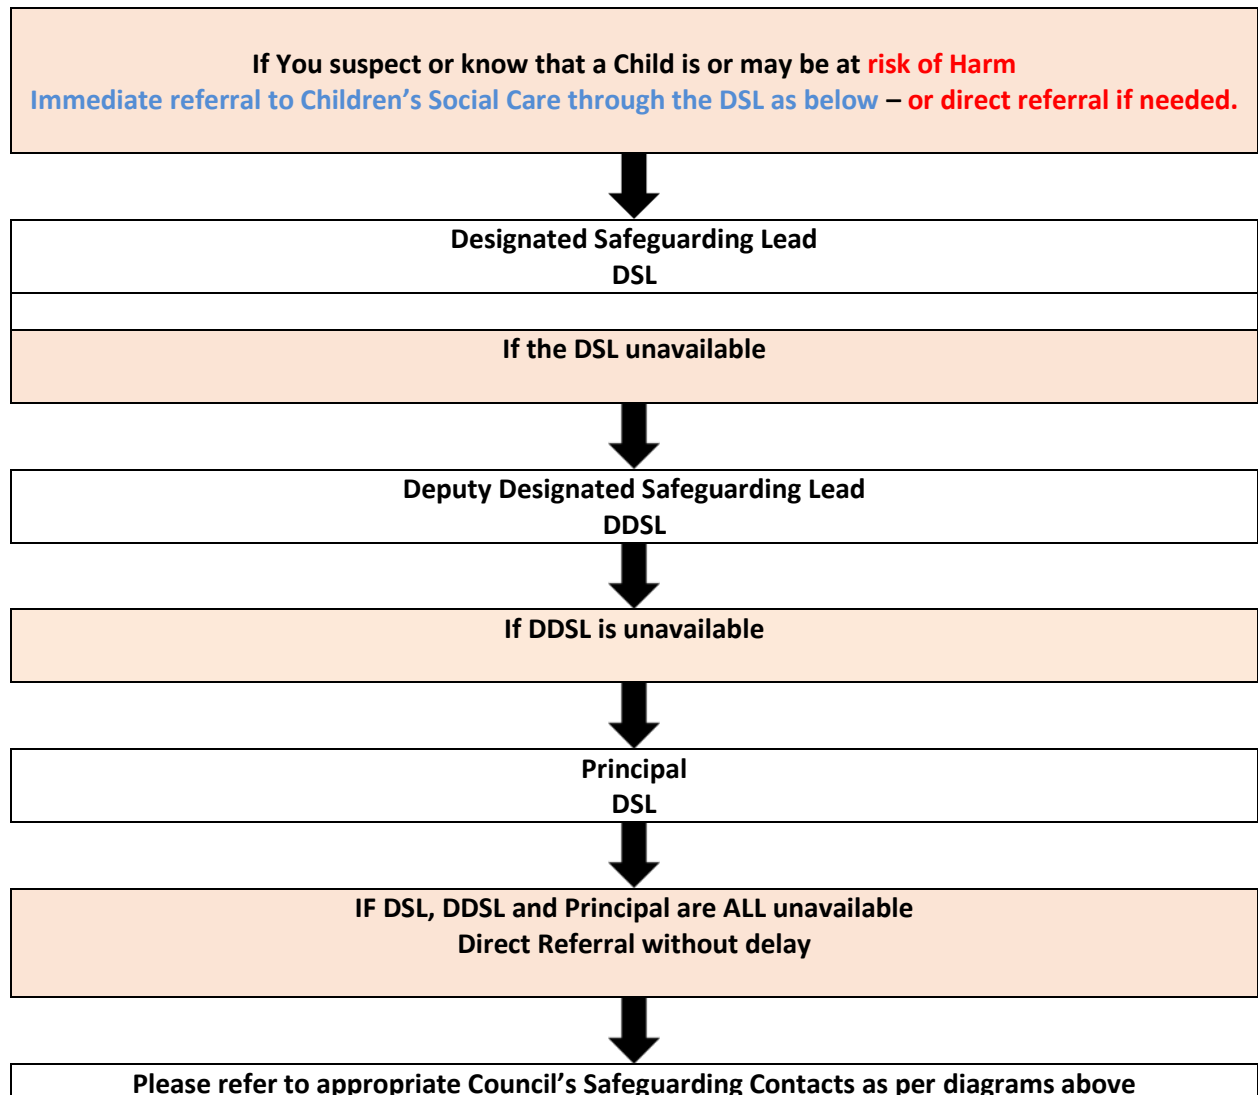 If You suspect or know that a Child is or may be at risk of Harm
Immediate referral to Children’s Social Care through the DSL as below – or direct referral if needed.
Designated Safeguarding Lead
DSL
If the DSL unavailable
Deputy Designated Safeguarding Lead
DDSL
If DDSL is unavailable
Principal
DSL
IF DSL, DDSL and Principal are ALL unavailable
Direct Referral without delay
Please refer to appropriate Council’s Safeguarding Contacts as per diagrams above